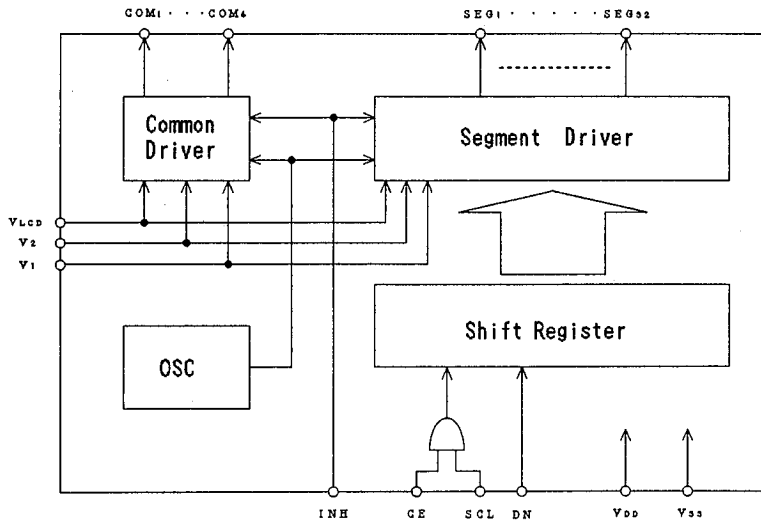 COM1 · · · COM4 SEG1 · · · · · · SEG32
Common
Driver
Segment Driver
VLCD
V2
V1
Shift Register
OSC
INH CE SCL DN VDD VSS